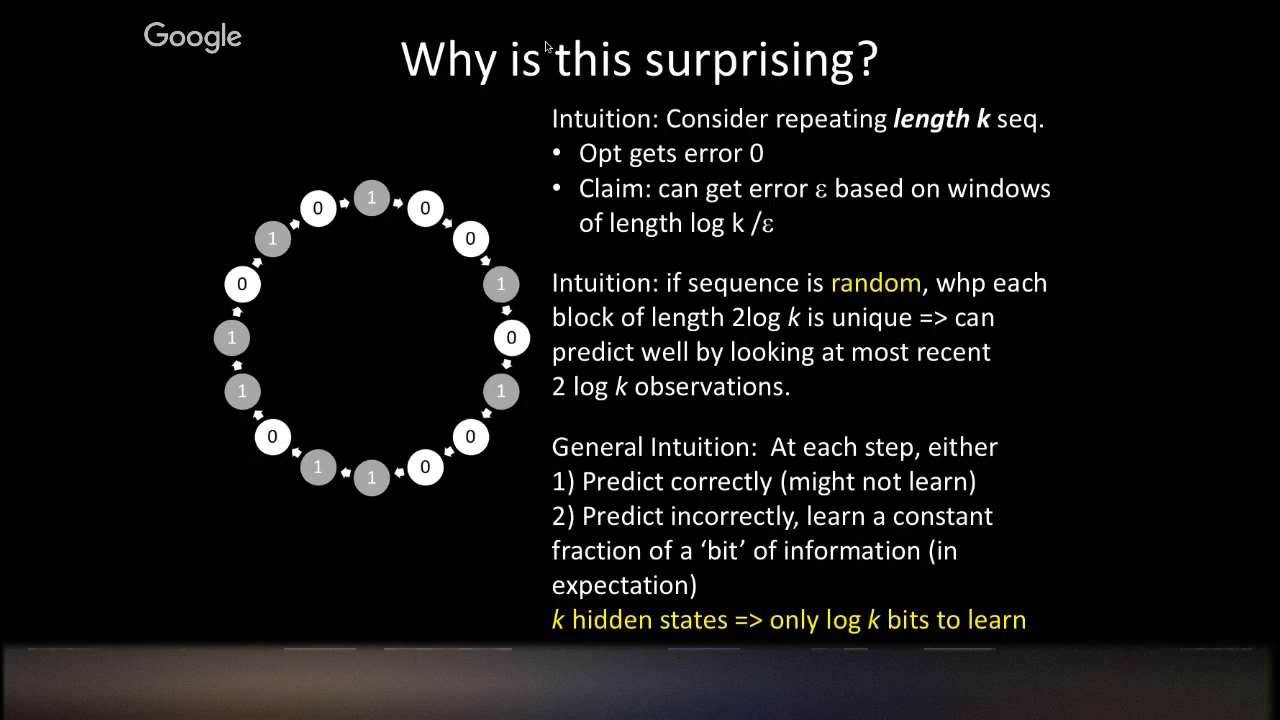 Google
Why is this surprising?
Intuition: Consider repeating length k seq.
• Opt gets error 0
• Claim: can get error ε based on windows
of length log k /ε
Intuition: if sequence is random, whp each
block of length 2log k is unique => can
predict well by looking at most recent
2 log k observations.
General Intuition: At each step, either
1) Predict correctly (might not learn)
2) Predict incorrectly, learn a constant
fraction of a ‘bit’ of information (in
expectation)
k hidden states => only log k bits to learn
1
0
0
1
0
1
0
0
1
1
0
1
1
0
1
0